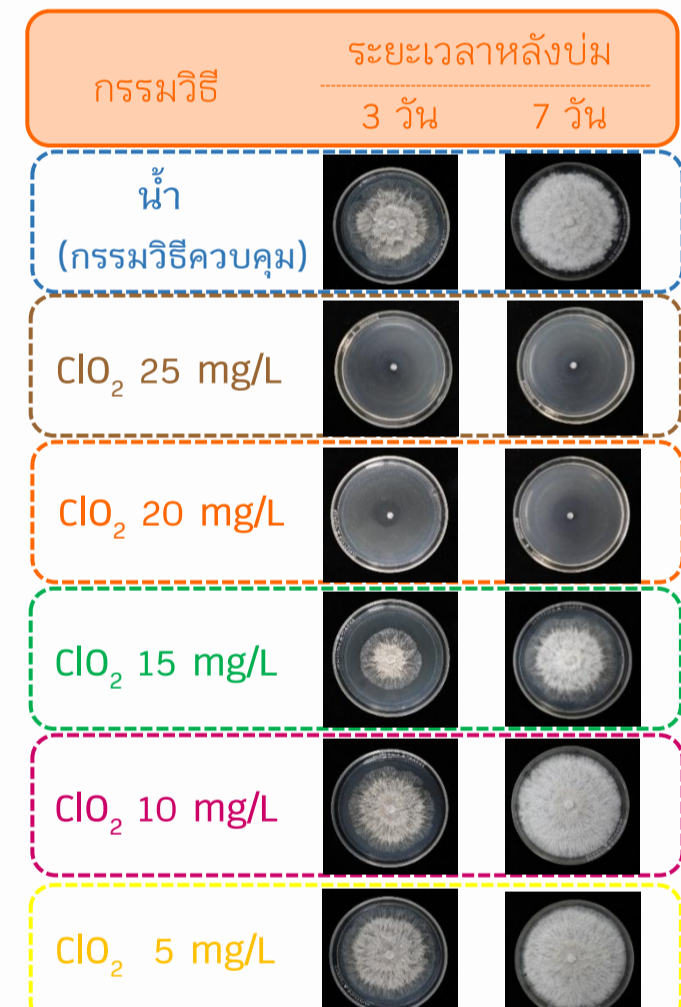 กรรมวิธี
ระยะเวลาหลังบ่ม
3 วัน 7 วัน
น้ำ
(กรรมวิธีควบคุม)
ClO₂ 25 mg/L
ClO₂ 20 mg/L
ClO₂ 15 mg/L
ClO₂ 10 mg/L
ClO₂ 5 mg/L